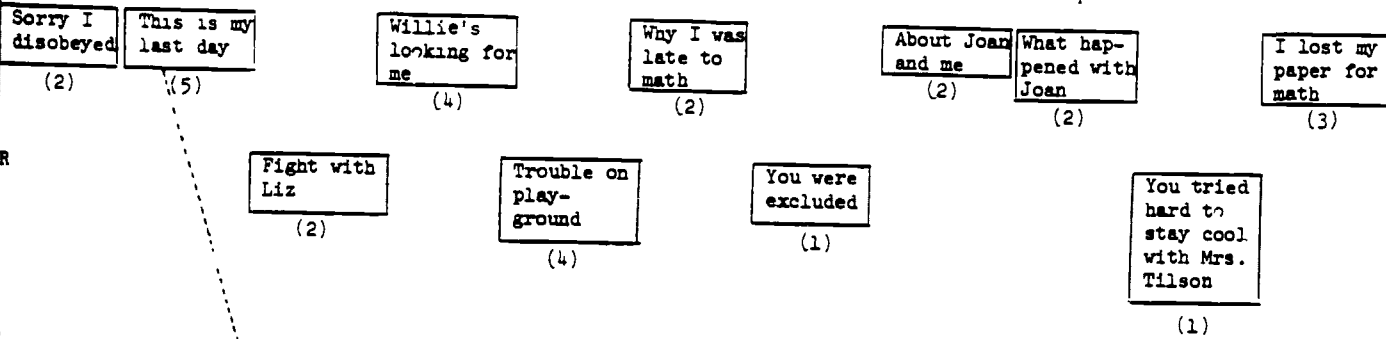 Sorry I
disobeyed
(2)
This is my
last day
(5)
Willie's
looking for
me
(4)
Why I was
late to
math
(2)
About Joan
and me
(2)
What hap-
pened with
Joan
(2)
I lost my
paper for
math
(3)
R
Fight with
Liz
(2)
Trouble on
play-
ground
(4)
You were
excluded
(1)
You tried
hard to
stay cool
with Mrs.
Tilson
(1)